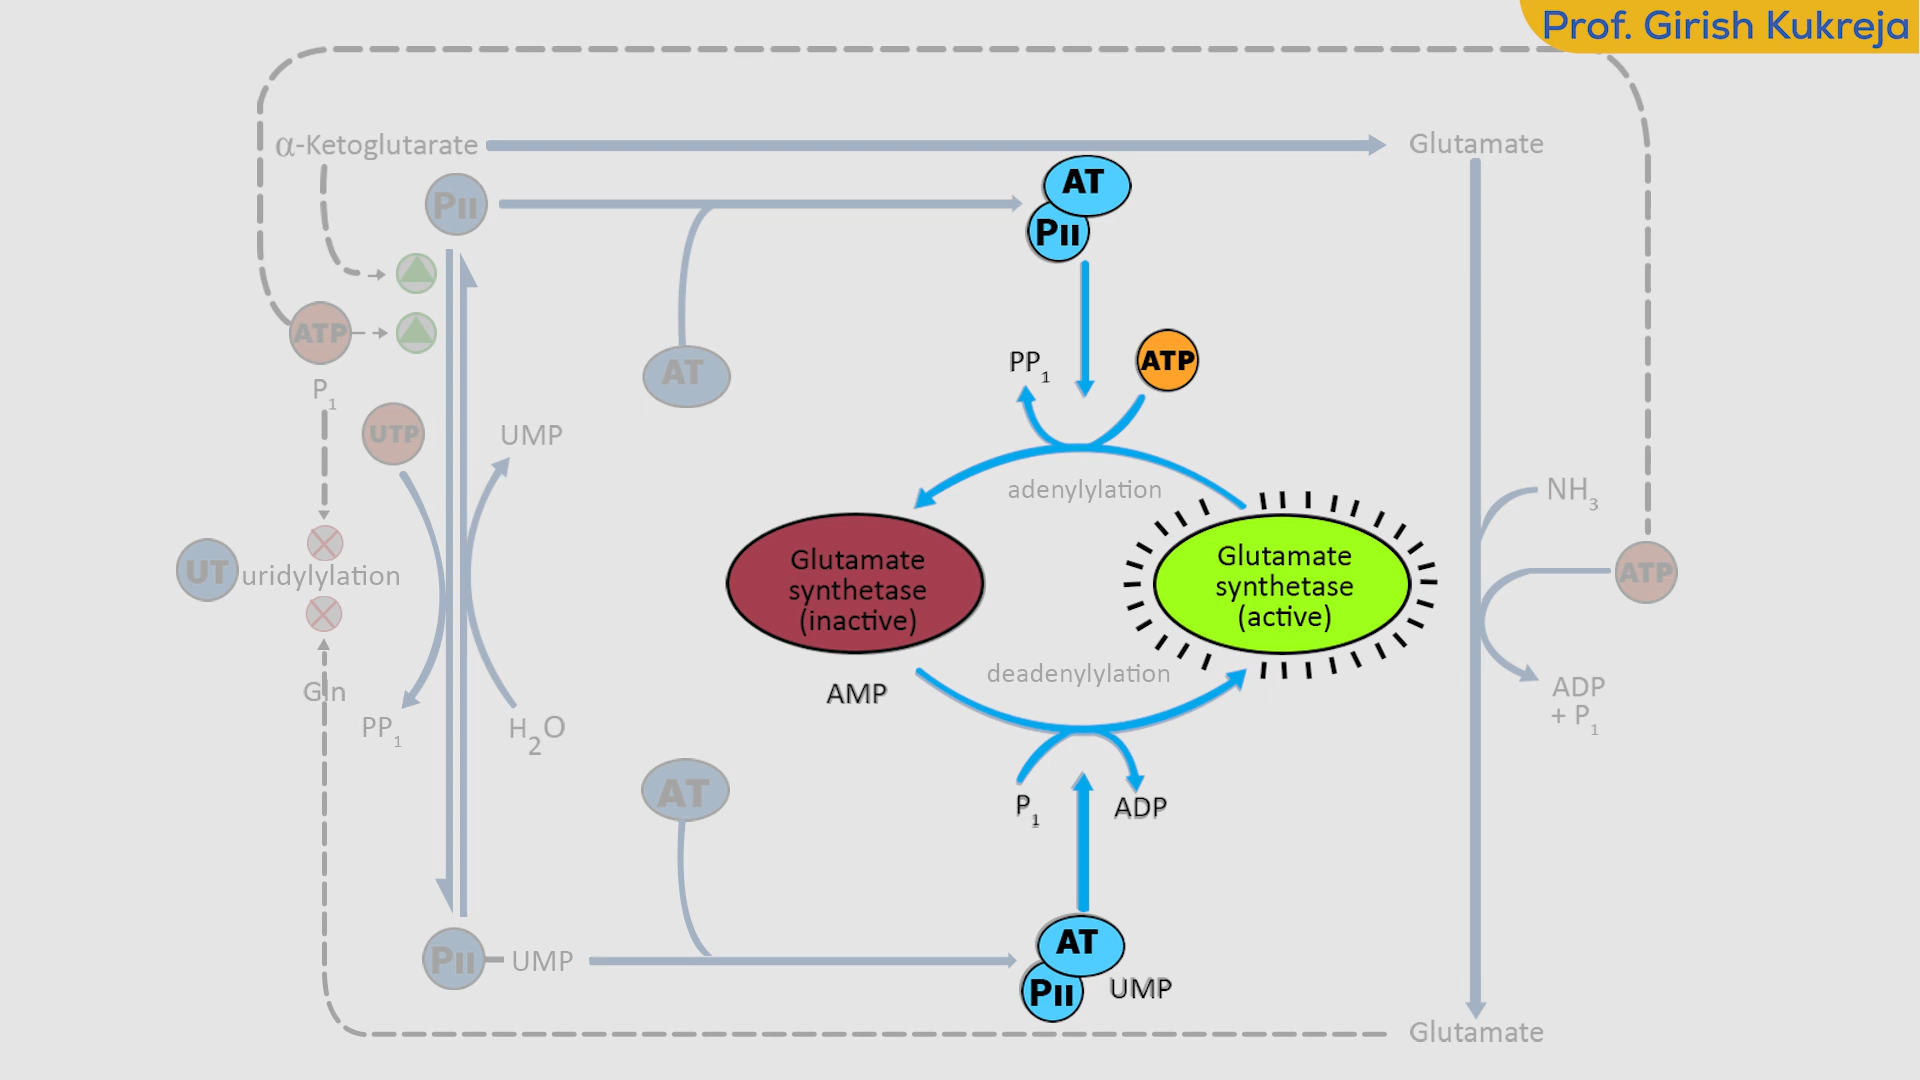 Prof. Girish Kukreja
α-Ketoglutarate
Glutamate
PII
AT
PII
ATP
P1
UTP
UMP
AT
PP1
ATP
adenylylation
NH3
UT
uridylylation
Glutamate
synthetase
(inactive)
Glutamate
synthetase
(active)
ATP
Gln
PP1
H2O
AMP
deadenylylation
ADP
+ P1
AT
P1
ADP
PII
UMP
AT
PII
UMP
Glutamate